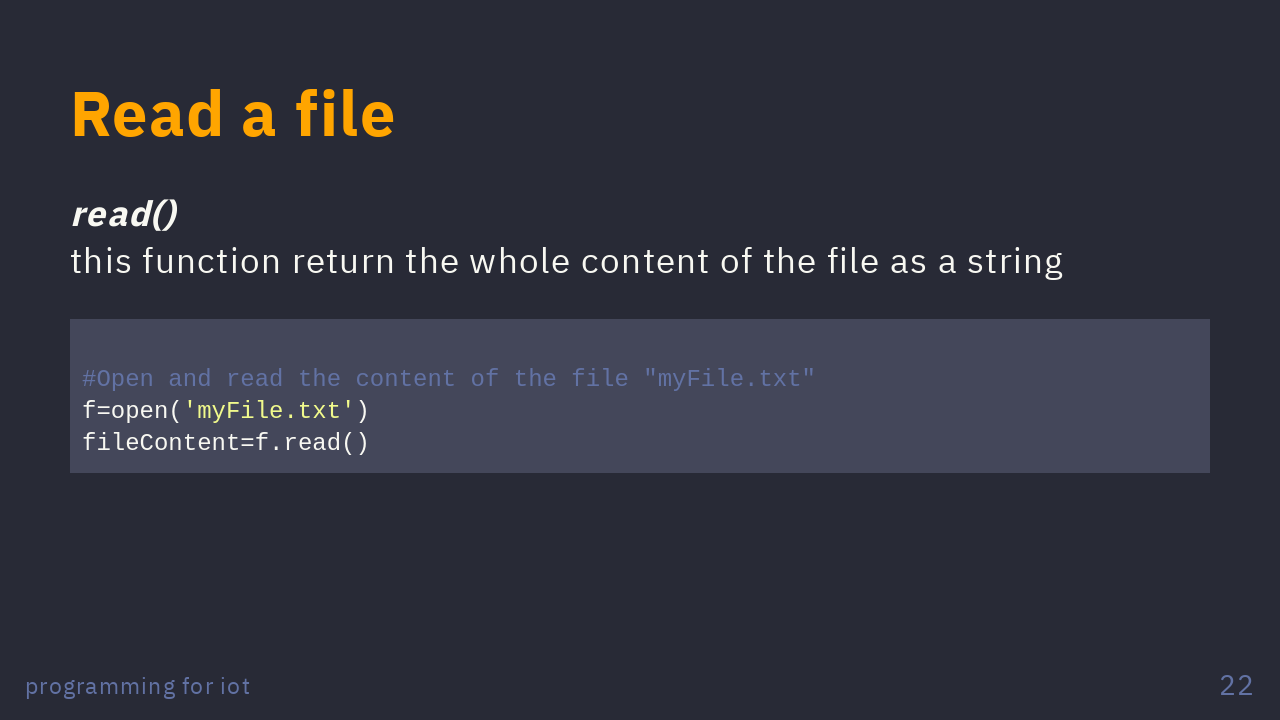 Read a file
read()
this function return the whole content of the file as a string
#Open and read the content of the file "myFile.txt"
f=open('myFile.txt')
fileContent=f.read()
programming for iot
22